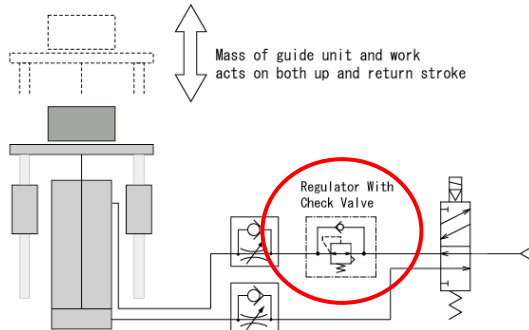 Mass of guide unit and work
acts on both up and return stroke
Regulator With
Check Valve